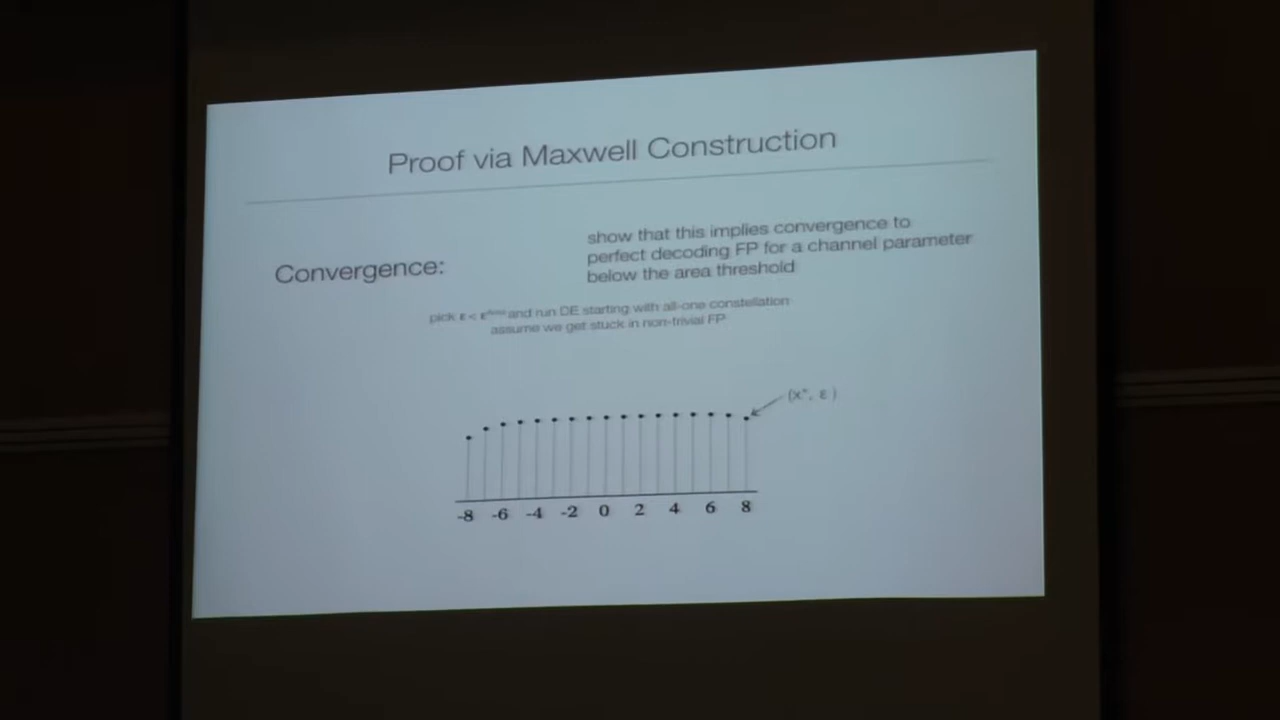 Proof via Maxwell Construction
show that this implies convergence to
perfect decoding FP for a channel parameter
below the area threshold
Convergence:
pick ε < ε and run DE starting with all-one constellation
assume we get stuck in non-trivial FP
(x*, ε )
-8 -6 -4 -2 0 2 4 6 8